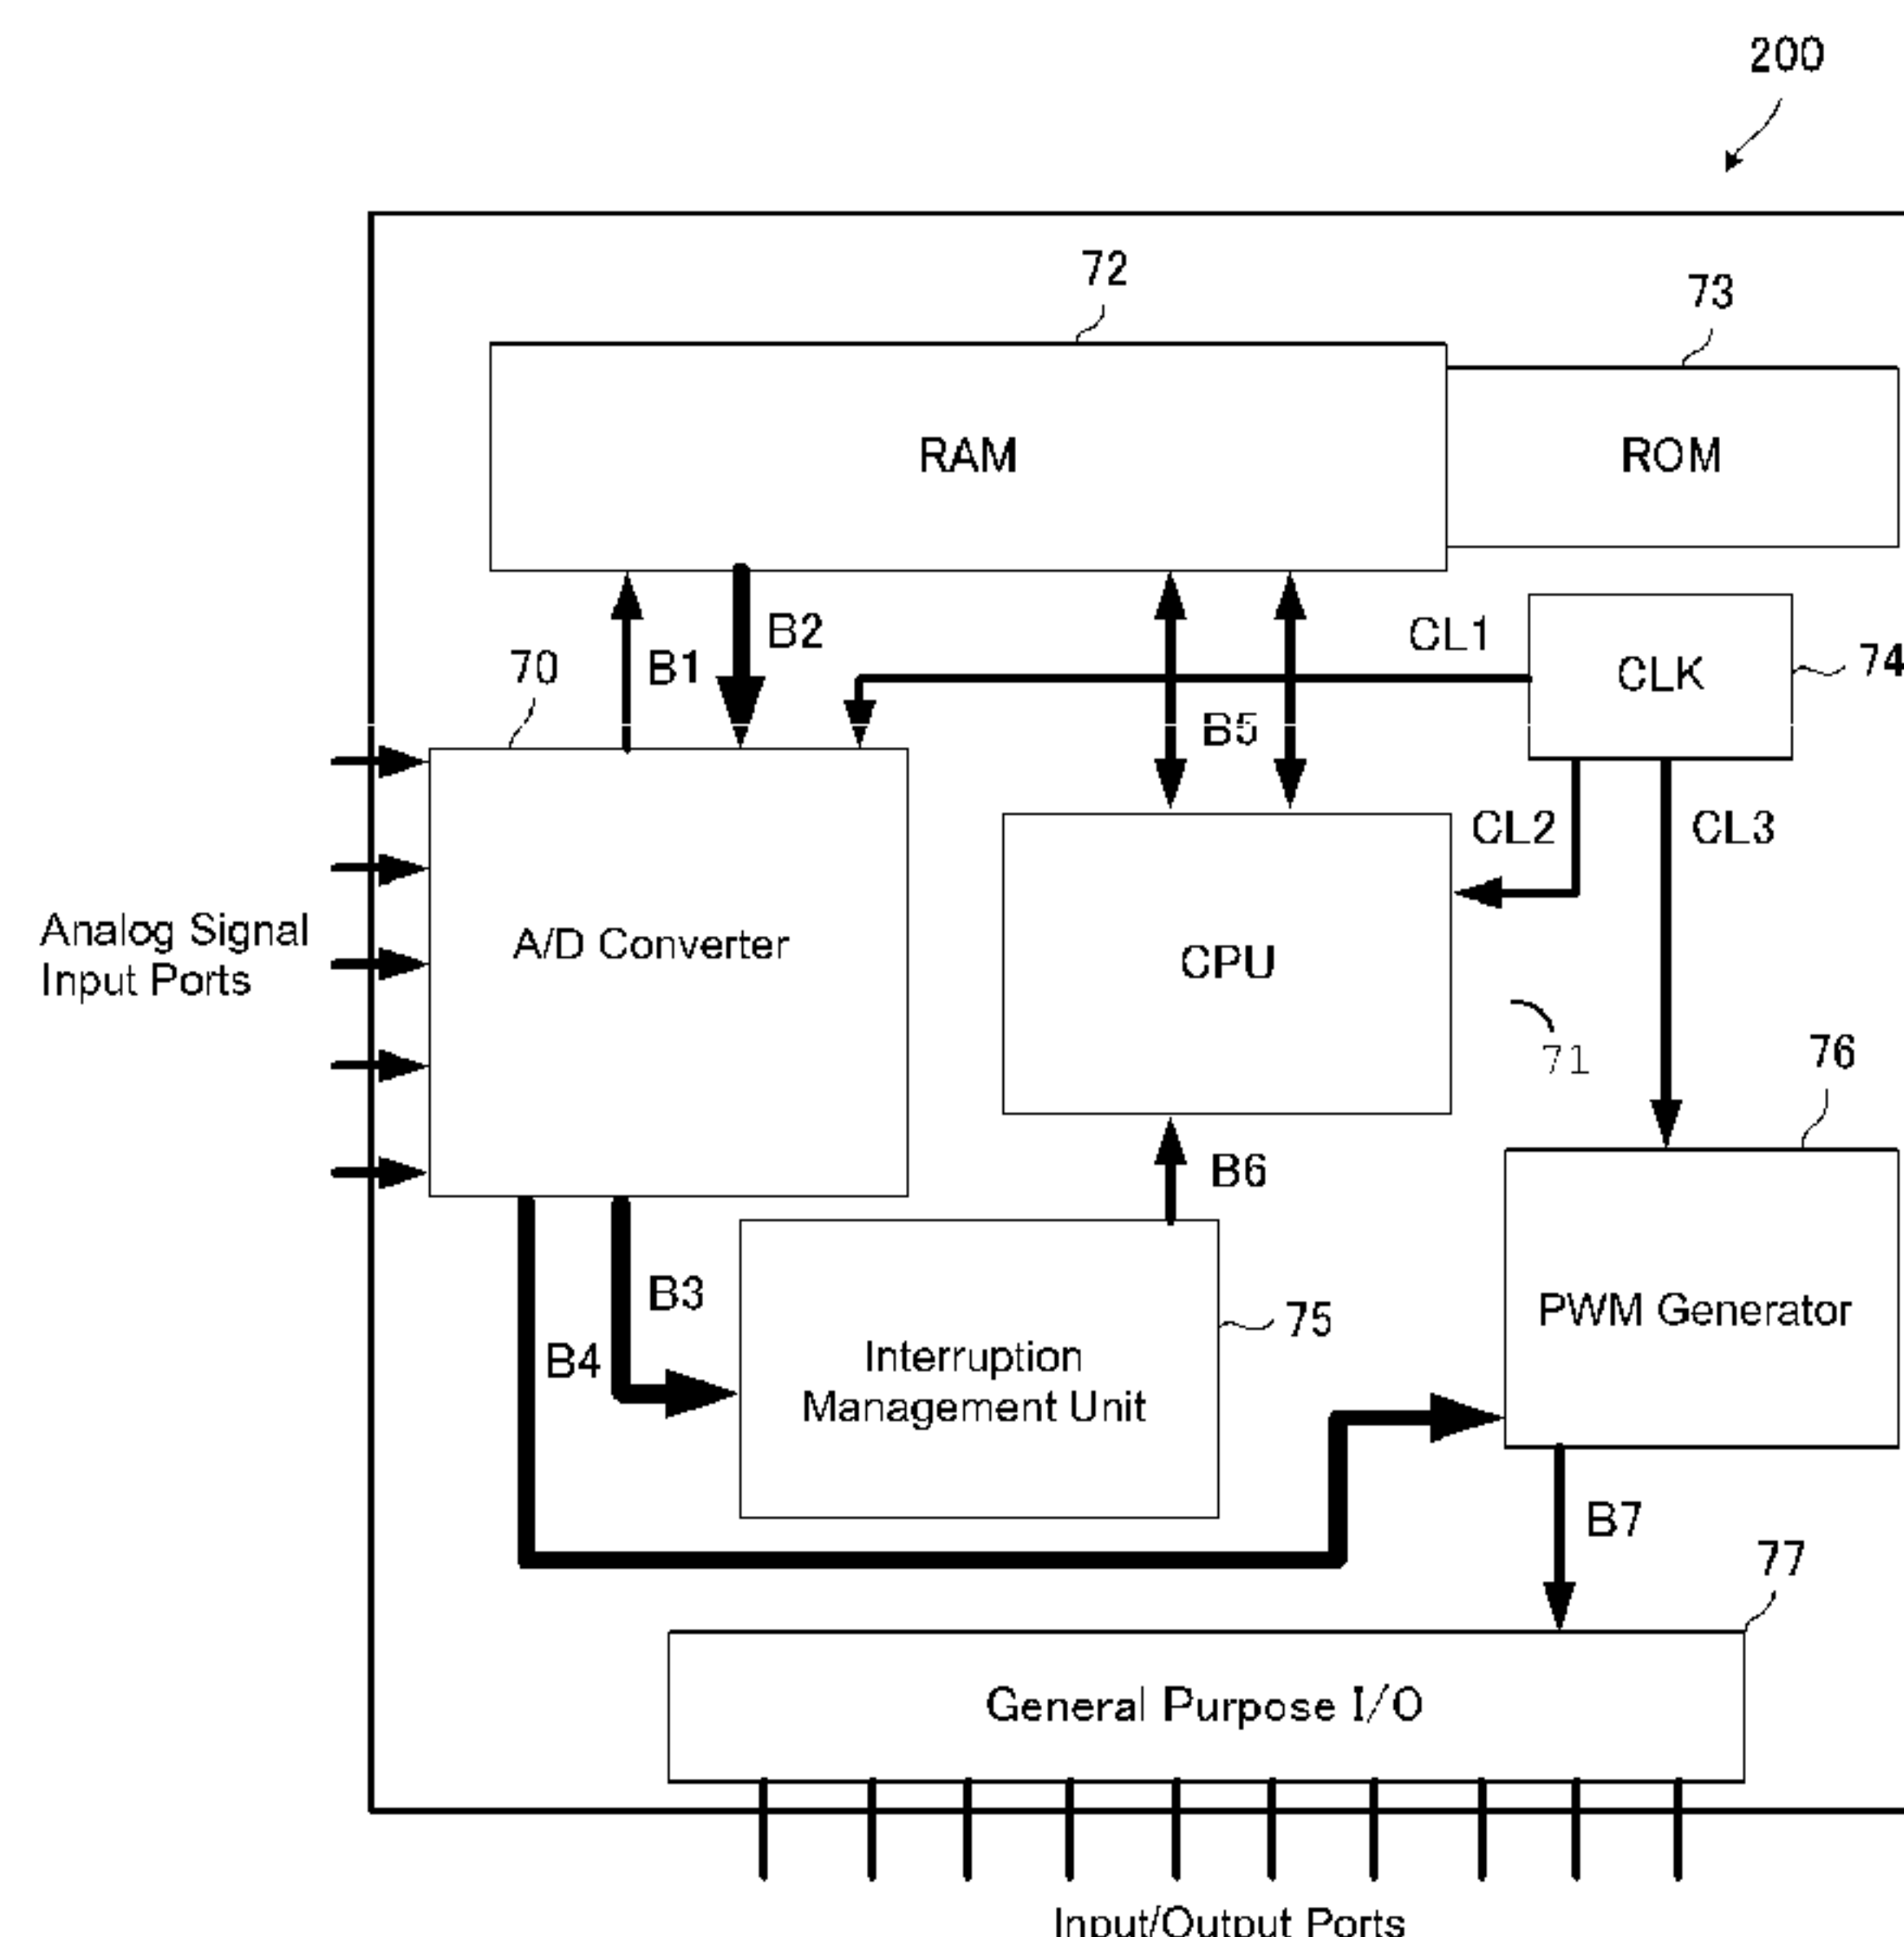 200
72
73
RAM
ROM
B1
B2
CL1
CLK
74
70
B5
CL2
CL3
Analog Signal
Input Ports
A/D Converter
CPU
71
76
B6
B3
B4
75
Interruption
Management Unit
PWM Generator
B7
77
General Purpose I/O
Input/Output Ports